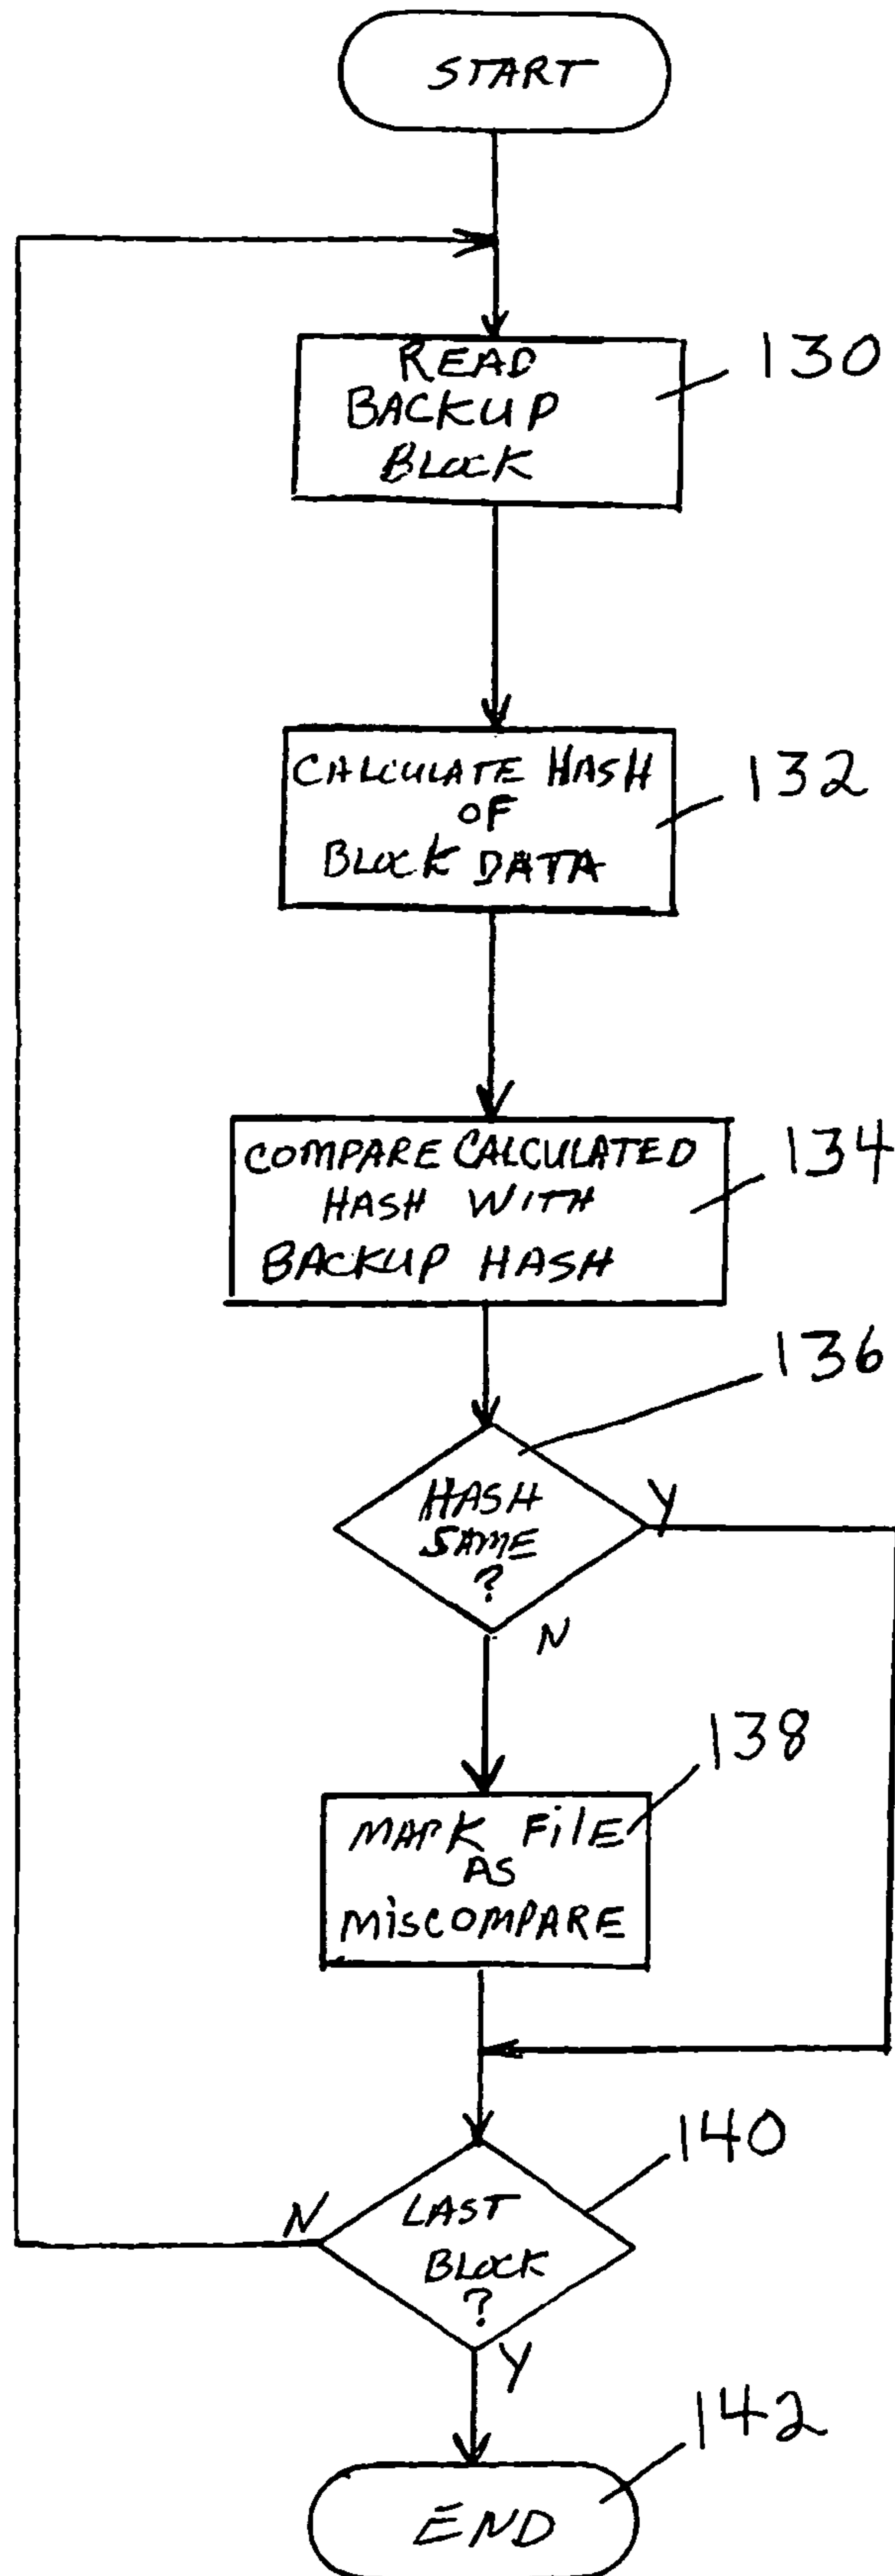 START
READ
BACKUP
BLOCK
130
CALCULATE HASH
OF
BLOCK DATA
132
COMPARE CALCULATED
HASH WITH
BACKUP HASH
134
136
HASH
SAME
?
Y
N
138
MARK FilE
AS
MiSCOMPARE
140
LAST
BLOCK
?
N
Y
142
END